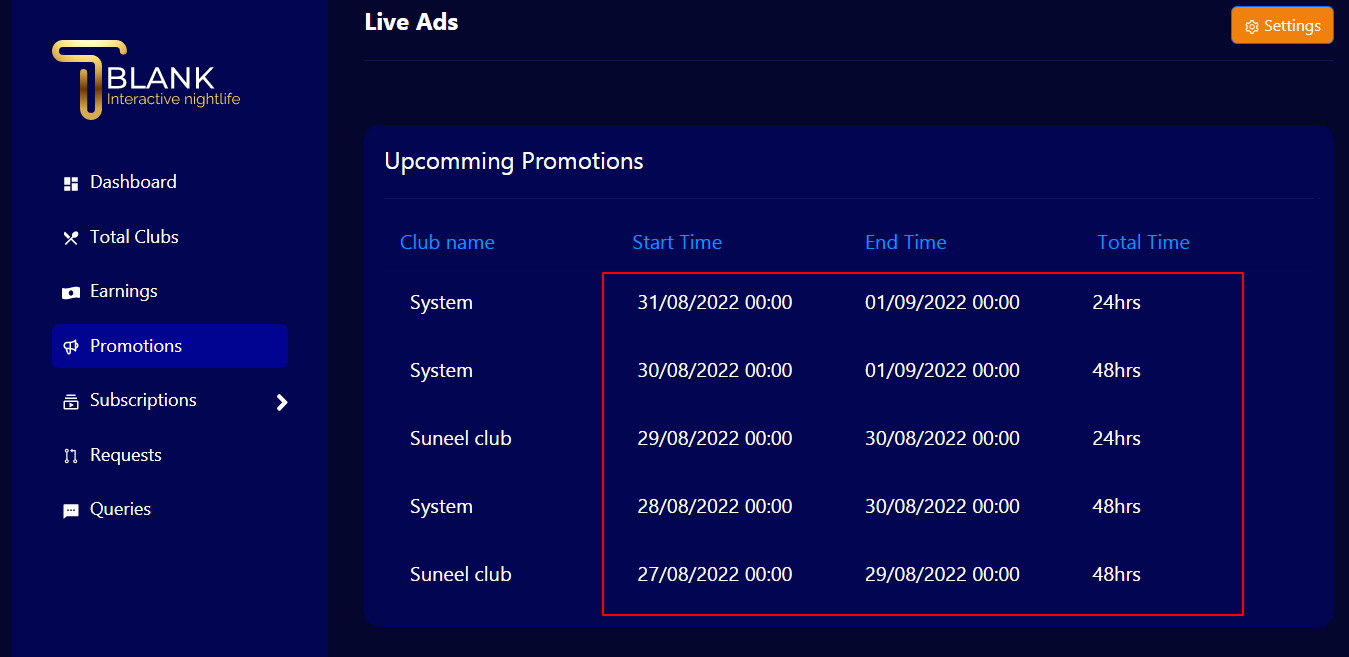 BLANK
Interactive nightlife
Dashboard
Total Clubs
Earnings
Promotions
Subscriptions
Requests
Queries
Live Ads
Settings
Upcomming Promotions
Club name Start Time End Time Total Time
System 31/08/2022 00:00 01/09/2022 00:00 24hrs
System 30/08/2022 00:00 01/09/2022 00:00 48hrs
Suneel club 29/08/2022 00:00 30/08/2022 00:00 24hrs
System 28/08/2022 00:00 30/08/2022 00:00 48hrs
Suneel club 27/08/2022 00:00 29/08/2022 00:00 48hrs